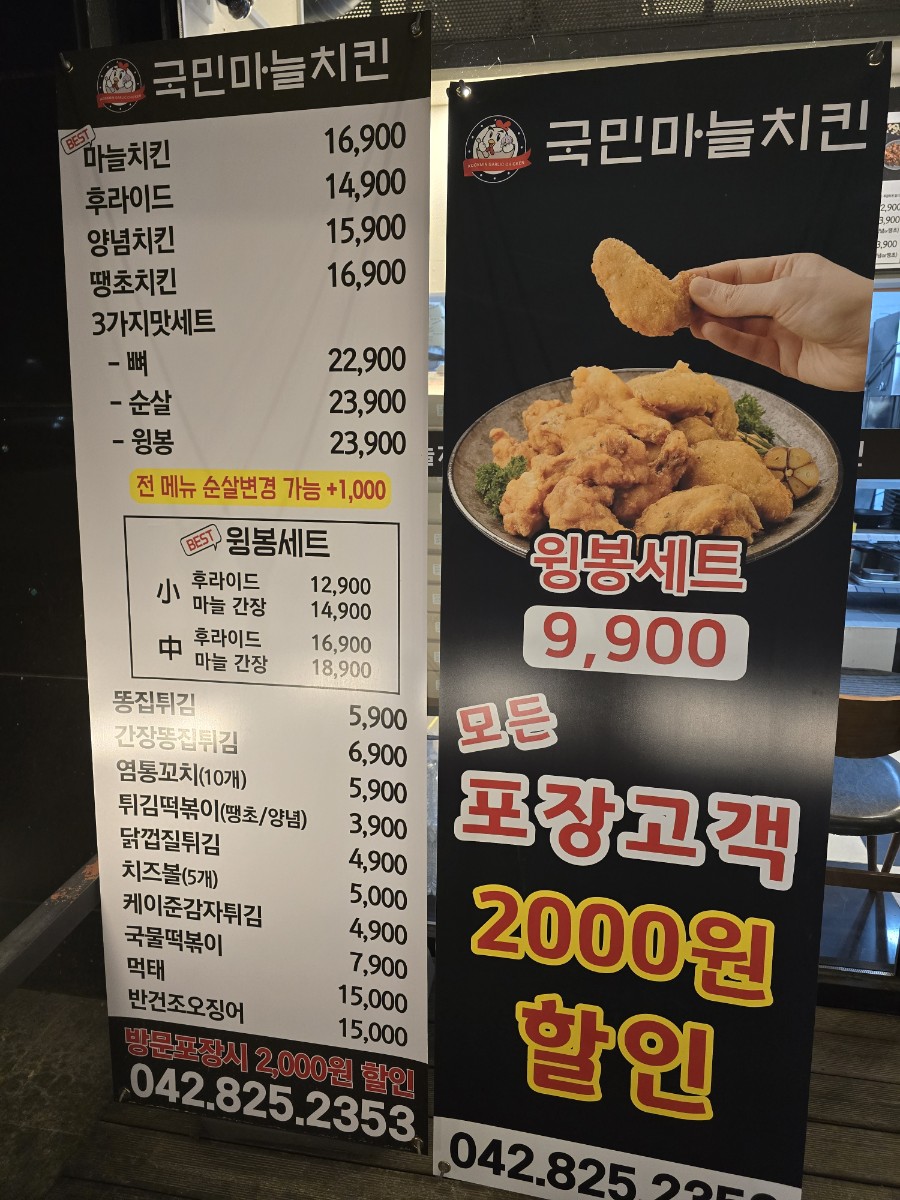 국민마늘치킨
BEST
마늘치킨 16,900
후라이드 14,900
양념치킨 15,900
땡초치킨 16,900
3가지맛세트
- 뼈 22,900
- 순살 23,900
- 윙봉 23,900
전 메뉴 순살변경 가능 +1,000
BEST 윙봉세트
小 후라이드 12,900
마늘 간장 14,900
中 후라이드 16,900
마늘 간장 18,900
똥집튀김 5,900
간장똥집튀김 6,900
염통꼬치(10개) 5,900
튀김떡볶이(땡초/양념) 3,900
닭껍질튀김 4,900
치즈볼(5개) 5,000
케이준감자튀김 4,900
국물떡볶이 7,900
먹태 15,000
반건조오징어 15,000
방문포장시 2,000원 할인
042.825.2353
국민마늘치킨
윙봉세트
9,900
모든
포장고객
2000원
할인
042.825.2353